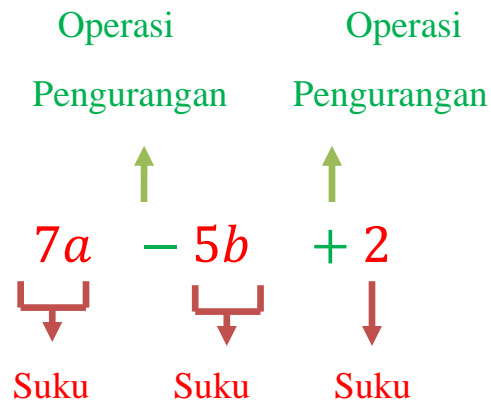 Operasi Operasi
Pengurangan Pengurangan
7a − 5b + 2
Suku Suku Suku